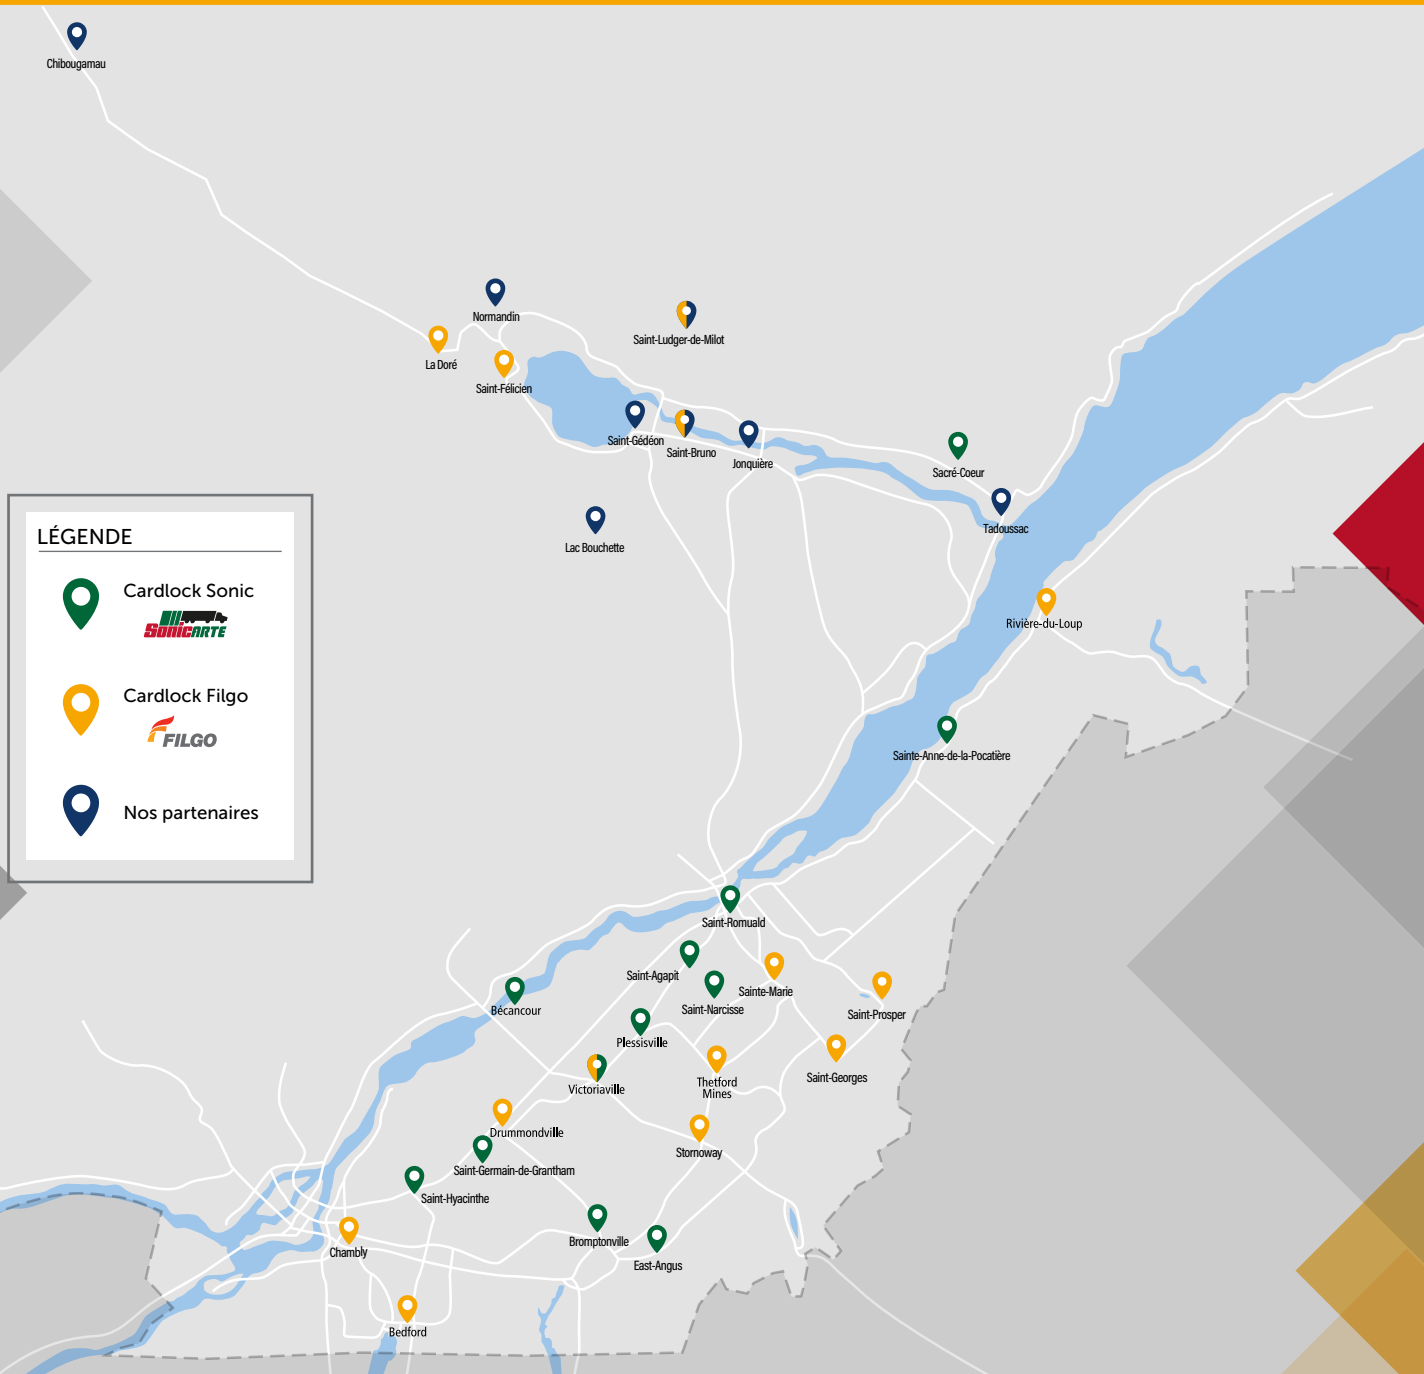 Chibougamau
Normandin
Saint-Ludger-de-Milot
La Doré
Saint-Félicien
Saint-Gédéon
Saint-Bruno
Jonquière
Sacré-Coeur
Tadoussac
Lac Bouchette
LÉGENDE
Cardlock Sonic
SonicARTE
Cardlock Filgo
FILGO
Nos partenaires
Rivière-du-Loup
Sainte-Anne-de-la-Pocatière
Saint-Romuald
Saint-Agapit
Sainte-Marie
Saint-Narcisse
Bécancour
Saint-Prosper
Plessisville
Saint-Georges
Thetford
Mines
Victoriaville
Drummondville
Stornoway
Saint-Germain-de-Grantham
Saint-Hyacinthe
Bromptonville
Chambly
East-Angus
Bedford